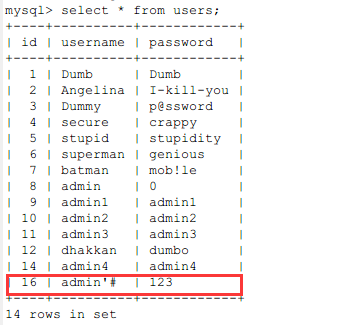 mysql> select * from users;
+----+----------+------------+
| id | username | password   |
+----+----------+------------+
|  1 | Dumb     | Dumb       |
|  2 | Angelina | I-kill-you |
|  3 | Dummy    | p@ssword   |
|  4 | secure   | crappy     |
|  5 | stupid   | stupidity  |
|  6 | superman | genious    |
|  7 | batman   | mob!le     |
|  8 | admin    | 0          |
|  9 | admin1   | admin1     |
| 10 | admin2   | admin2     |
| 11 | admin3   | admin3     |
| 12 | dhakkan  | dumbo      |
| 14 | admin4   | admin4     |
| 16 | admin'#  | 123        |
+----+----------+------------+
14 rows in set